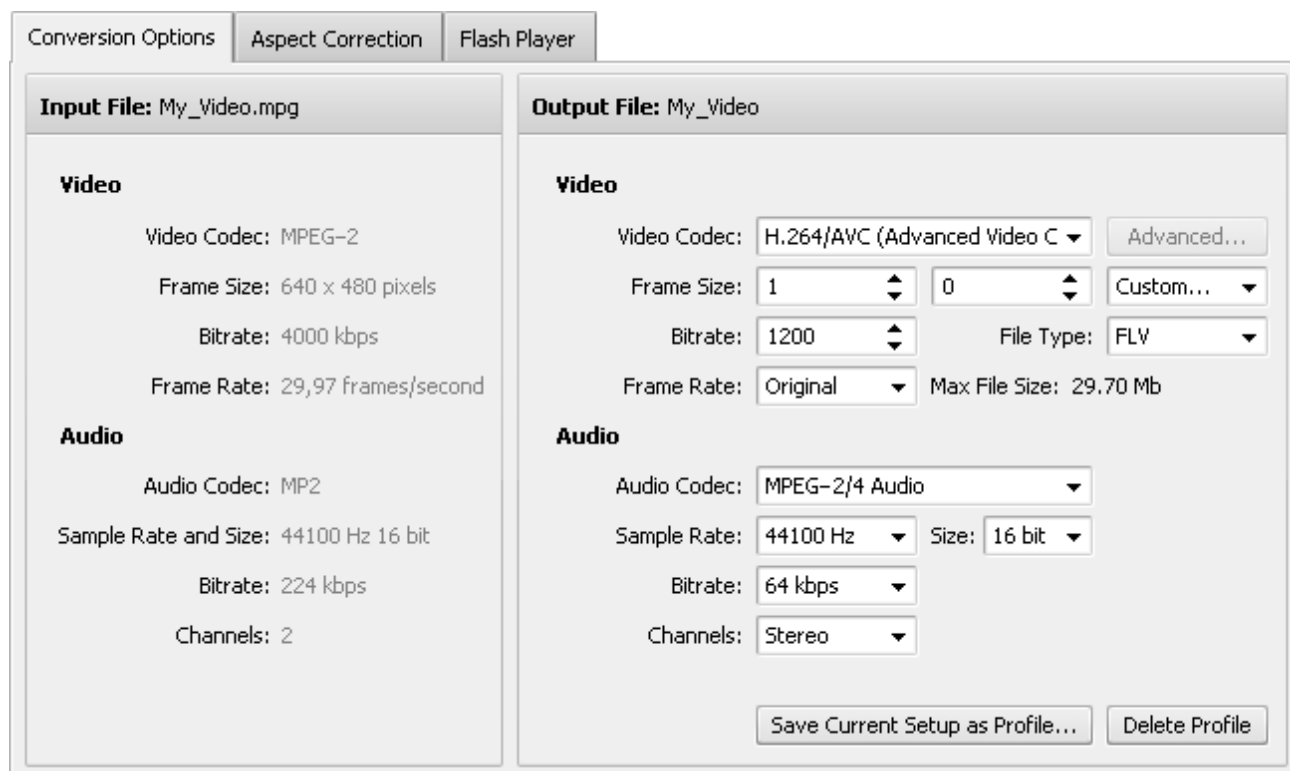 Conversion Options
Aspect Correction
Flash Player
Input File: My_Video.mpg
Video
Video Codec: MPEG-2
Frame Size: 640 x 480 pixels
Bitrate: 4000 kbps
Frame Rate: 29,97 frames/second
Audio
Audio Codec: MP2
Sample Rate and Size: 44100 Hz 16 bit
Bitrate: 224 kbps
Channels: 2
Output File: My_Video
Video
Video Codec: H.264/AVC (Advanced Video C Advanced...
Frame Size: 1 0 Custom...
Bitrate: 1200 File Type: FLV
Frame Rate: Original Max File Size: 29.70 Mb
Audio
Audio Codec: MPEG-2/4 Audio
Sample Rate: 44100 Hz Size: 16 bit
Bitrate: 64 kbps
Channels: Stereo
Save Current Setup as Profile... Delete Profile